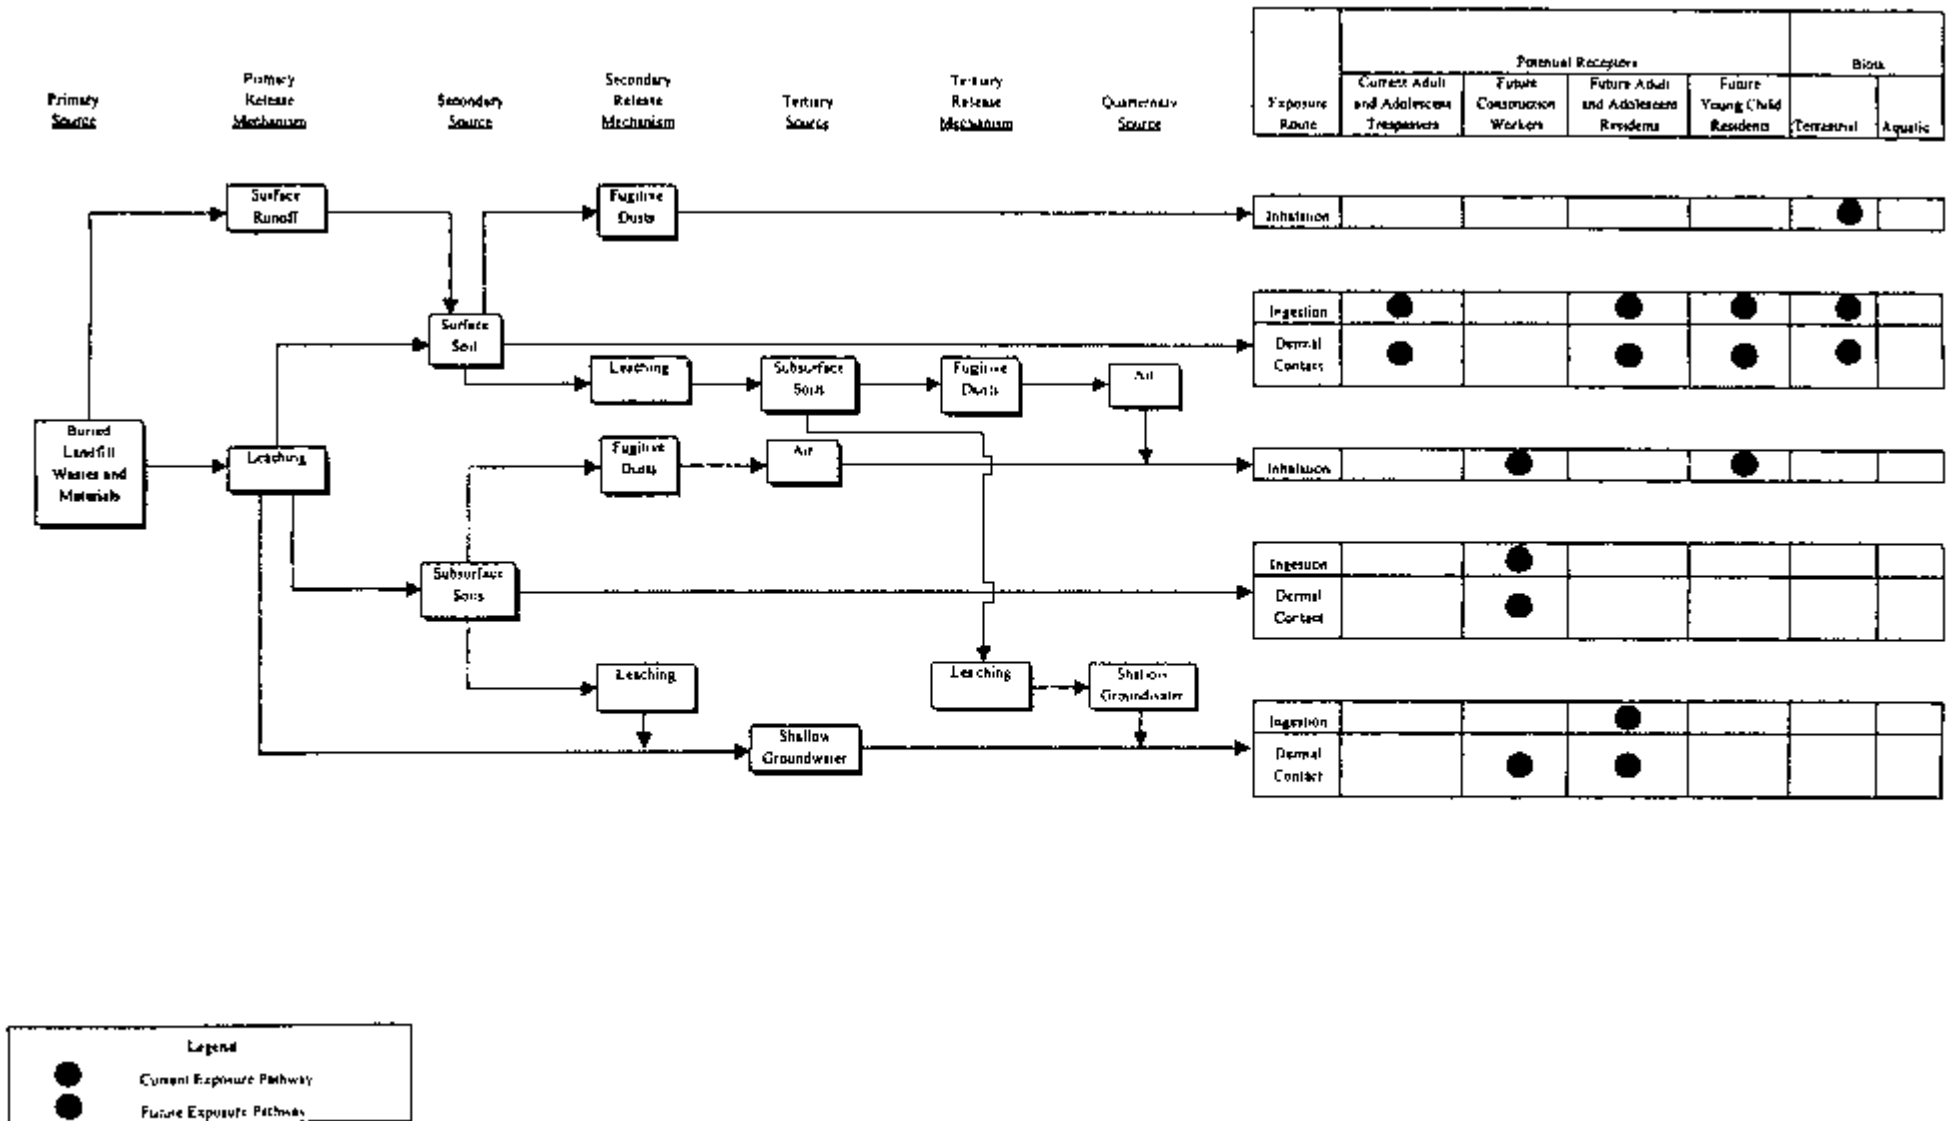 Primary
Source
Primary
Release
Mechanism
Secondary
Source
Secondary
Release
Mechanism
Tertiary
Source
Tertiary
Release
Mechanism
Quaternary
Source
Exposure
Route
Potential Receptors
Current Adult
and Adolescent
Trespassers
Future
Construction
Workers
Future Adult
and Adolescent
Residents
Future
Young Child
Residents
Biota
Terrestrial
Aquatic
Surface
Runoff
Fugitive
Dusts
Inhalation
Surface
Soil
Ingestion
Dermal
Contact
Leaching
Subsurface
Soils
Fugitive
Dusts
Air
Buried
Landfill
Wastes and
Materials
Leaching
Fugitive
Dusts
Air
Inhalation
Subsurface
Soils
Ingestion
Dermal
Contact
Leaching
Leaching
Shallow
Groundwater
Shallow
Groundwater
Ingestion
Dermal
Contact
Legend
Current Exposure Pathway
Future Exposure Pathway